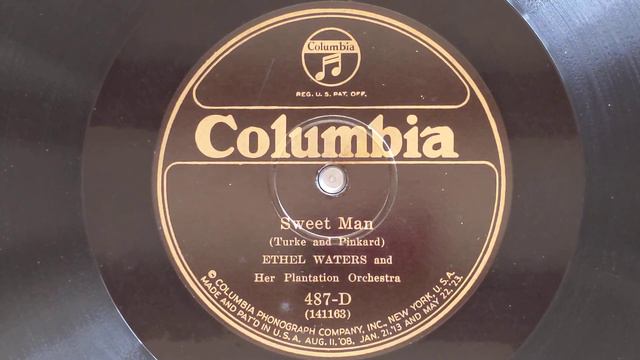 Columbia
REG. U.S. PAT. OFF.
Columbia
Sweet Man
(Turke and Pinkard)
ETHEL WATERS and
Her Plantation Orchestra
487-D
(141163)
© COLUMBIA PHONOGRAPH COMPANY, INC., NEW YORK, U.S.A.
MADE AND PAT'D IN U.S.A. AUG. 11, '08, JAN. 21, '13 AND MAY 22, '23.